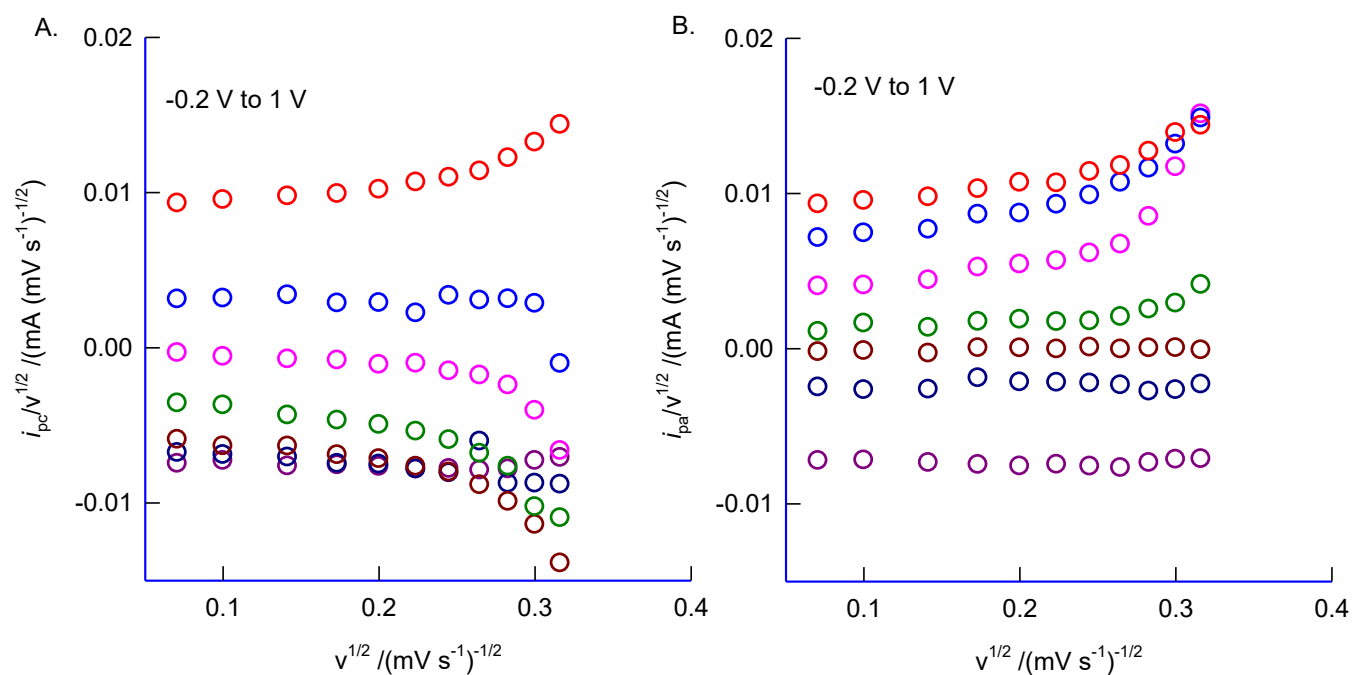 A.
0.02
-0.2 V to 1 V
0.01
0.00
-0.01
i_pc/v^1/2 /(mA (mV s^-1)^-1/2)
0.1 0.2 0.3 0.4
v^1/2 /(mV s^-1)^-1/2
B.
0.02
-0.2 V to 1 V
0.01
0.00
-0.01
i_pa/v^1/2 /(mA (mV s^-1)^-1/2)
0.1 0.2 0.3 0.4
v^1/2 /(mV s^-1)^-1/2